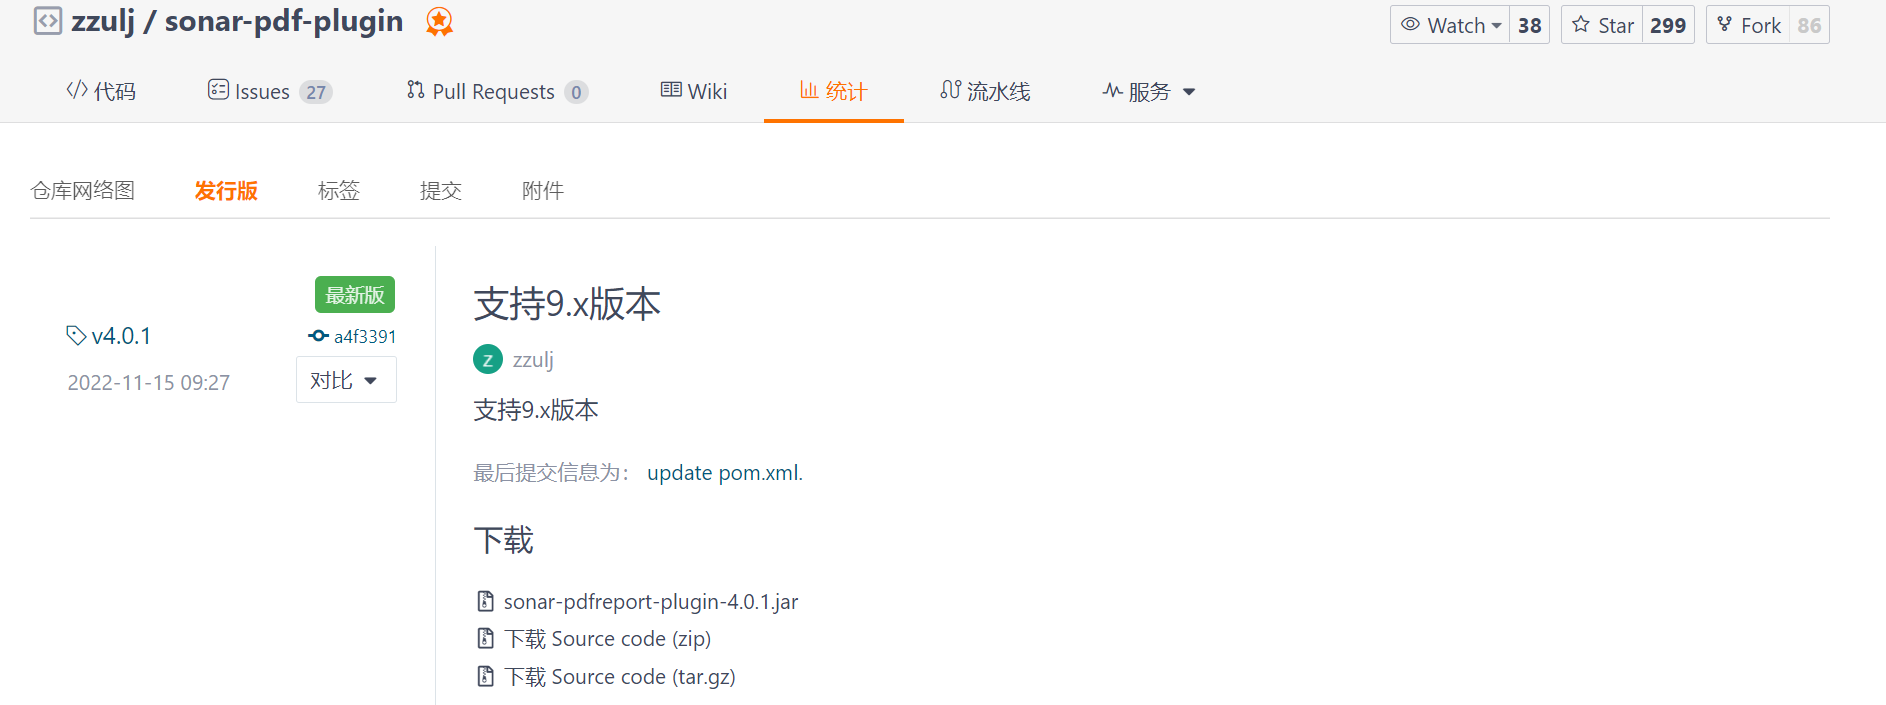 zzulj / sonar-pdf-plugin
Watch 38 Star 299 Fork 86
代码 Issues 27 Pull Requests 0 Wiki 统计 流水线 服务
仓库网络图 发行版 标签 提交 附件
最新版
v4.0.1 a4f3391
2022-11-15 09:27 对比
支持9.x版本
z zzulj
支持9.x版本
最后提交信息为： update pom.xml.
下载
sonar-pdfreport-plugin-4.0.1.jar
下载 Source code (zip)
下载 Source code (tar.gz)